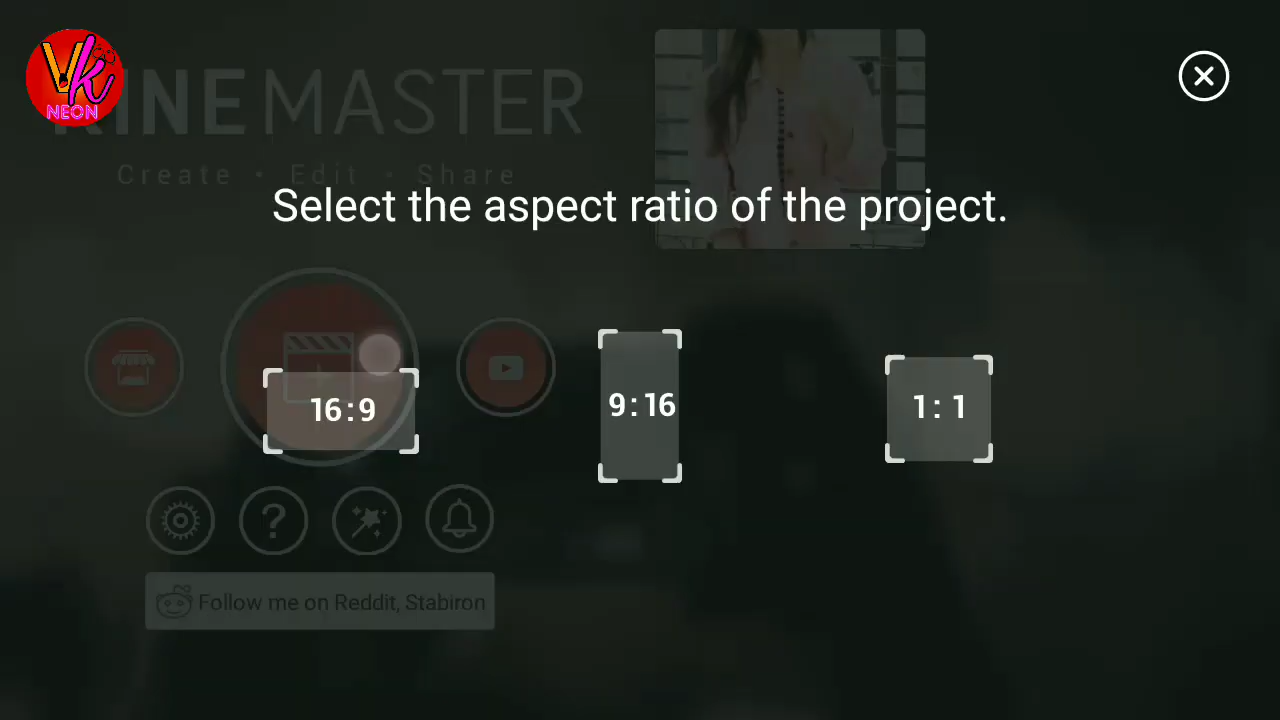 Vk
NEON
KINEMASTER
Create • Edit • Share
Select the aspect ratio of the project.
16:9
9:16
1:1
?
Follow me on Reddit, Stabiron